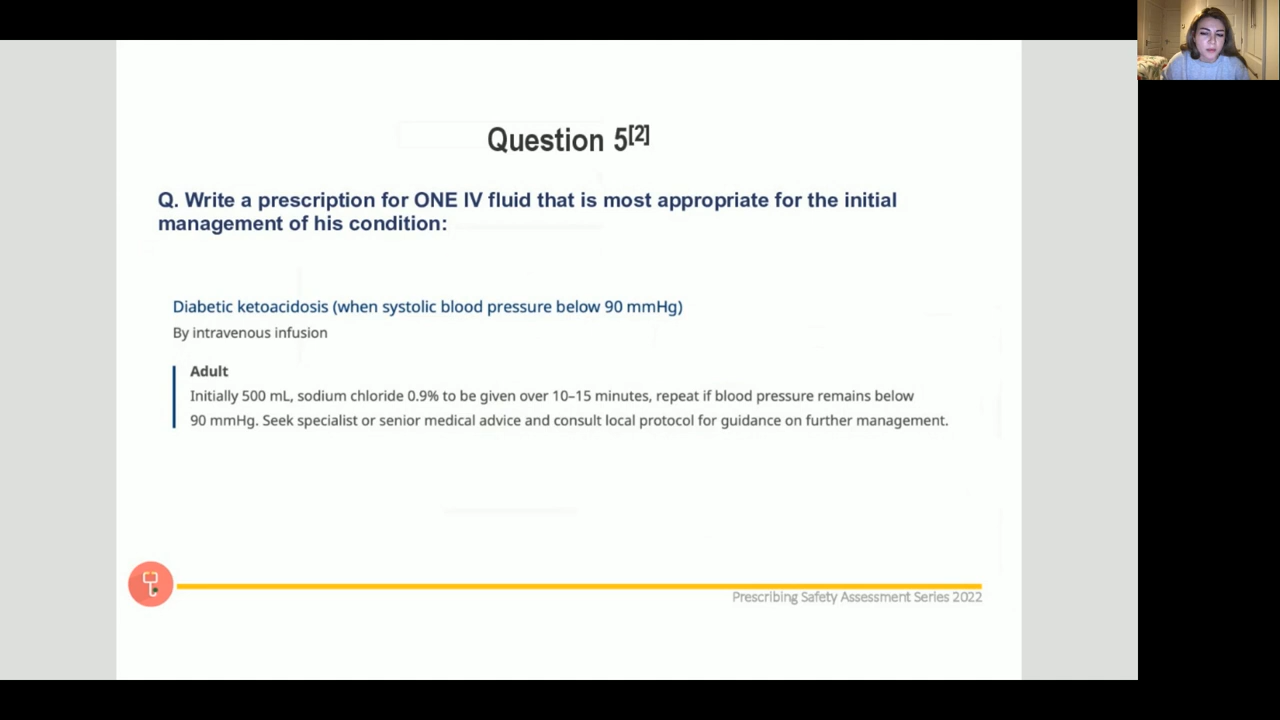 Question 5[2]
Q. Write a prescription for ONE IV fluid that is most appropriate for the initial
management of his condition:
Diabetic ketoacidosis (when systolic blood pressure below 90 mmHg)
By intravenous infusion
Adult
Initially 500 mL, sodium chloride 0.9% to be given over 10–15 minutes, repeat if blood pressure remains below
90 mmHg. Seek specialist or senior medical advice and consult local protocol for guidance on further management.
Prescribing Safety Assessment Series 2022